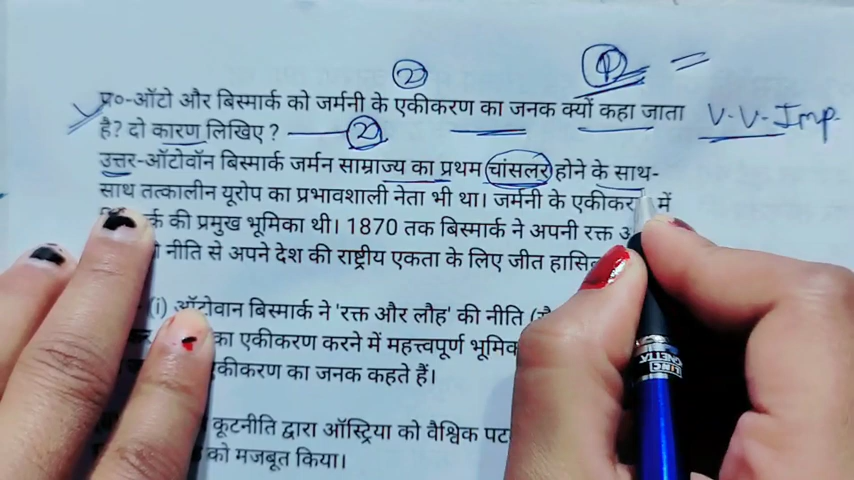 ② ① =
प्र०-ऑटो और बिस्मार्क को जर्मनी के एकीकरण का जनक क्यों कहा जाता V.V.Imp.
है? दो कारण लिखिए ? ②
उत्तर-ऑटोवॉन बिस्मार्क जर्मन साम्राज्य का प्रथम चांसलर होने के साथ-
साथ तत्कालीन यूरोप का प्रभावशाली नेता भी था। जर्मनी के एकीकर में
की प्रमुख भूमिका थी। 1870 तक बिस्मार्क ने अपनी रक्त
नीति से अपने देश की राष्ट्रीय एकता के लिए जीत
(i) ऑटोवान बिस्मार्क ने 'रक्त और लौह' की नीति
का एकीकरण करने में महत्त्वपूर्ण
एकीकरण का जनक कहते हैं।
कूटनीति द्वारा ऑस्ट्रिया को वैश्विक
को मजबूत किया।